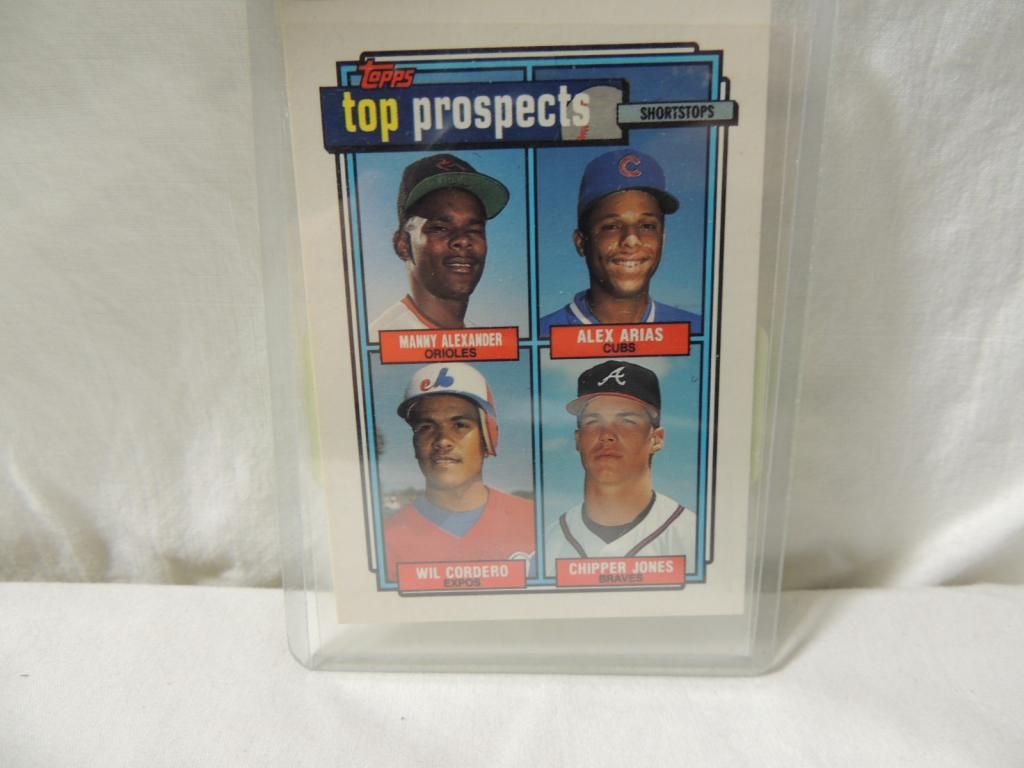 Topps
top prospects
SHORTSTOPS
MANNY ALEXANDER
ORIOLES
ALEX ARIAS
CUBS
WIL CORDERO
EXPOS
CHIPPER JONES
BRAVES